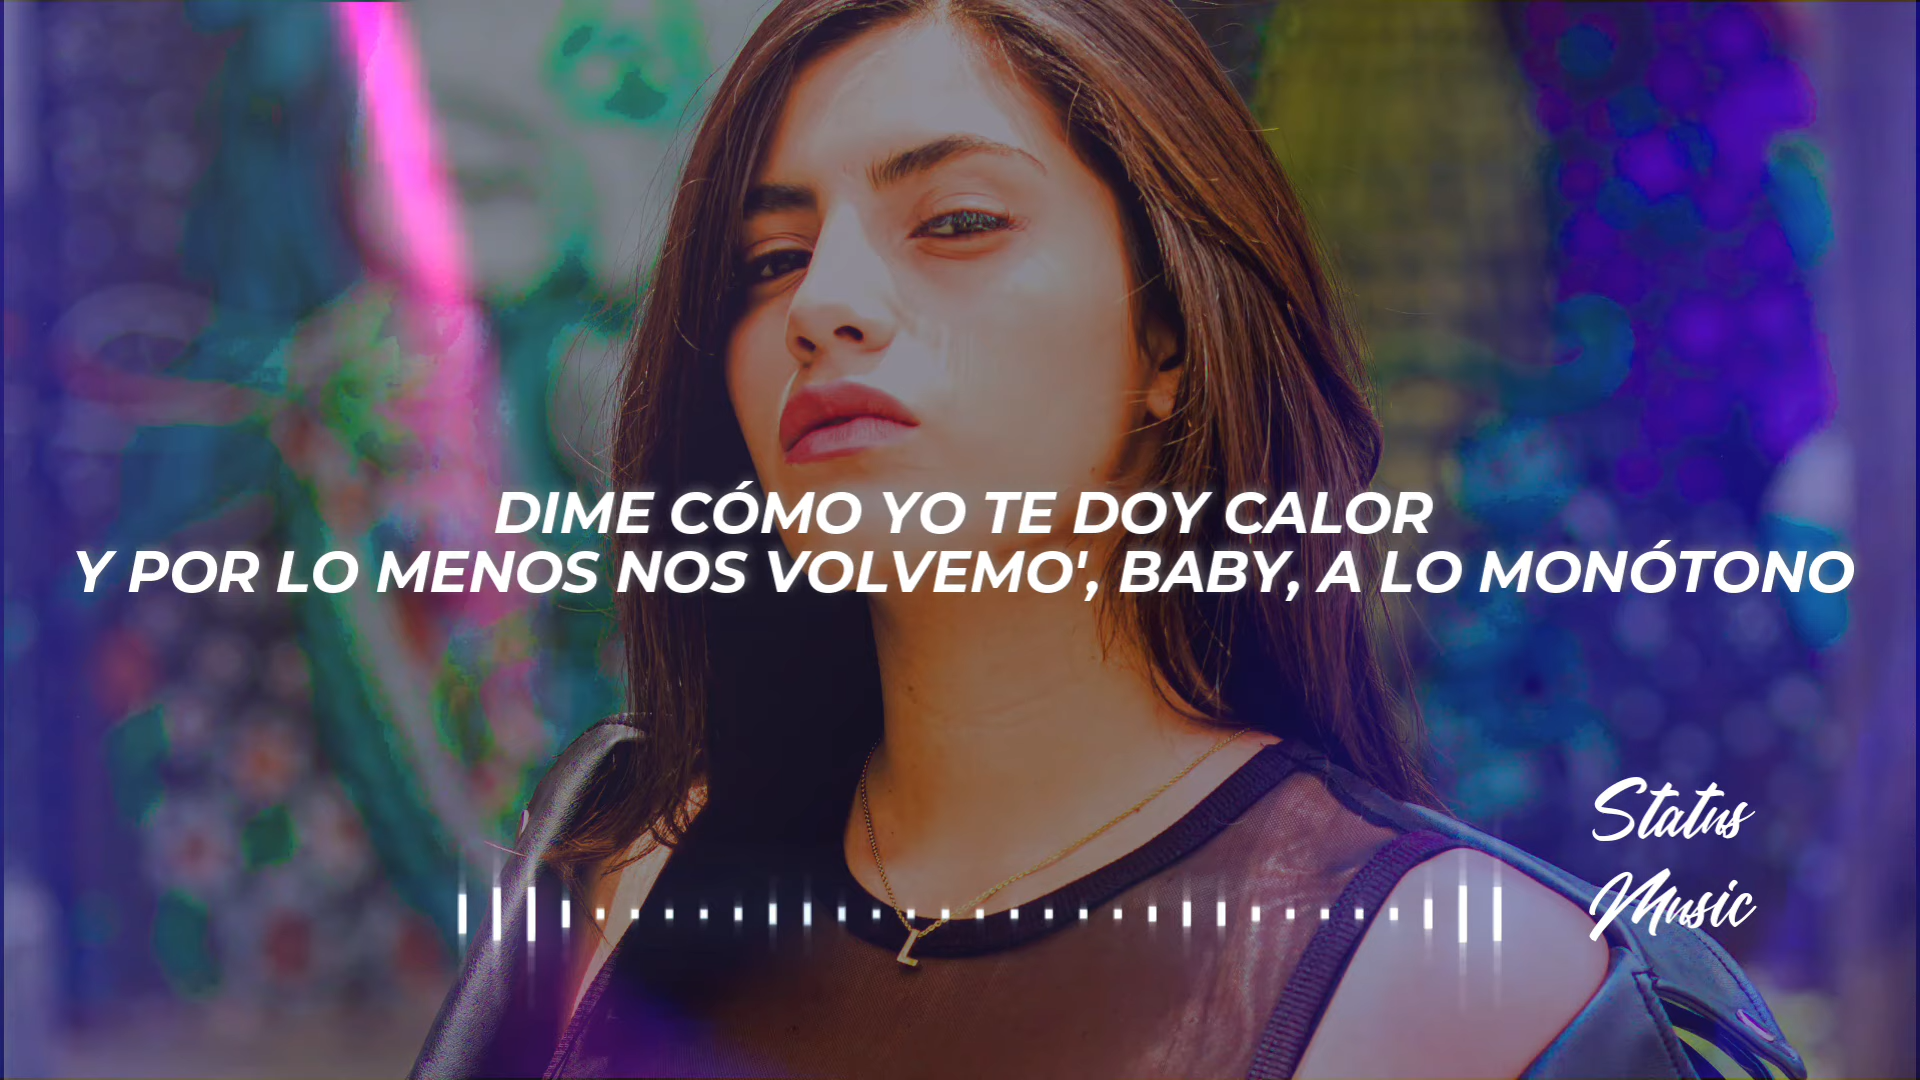 DIME CÓMO YO TE DOY CALOR
Y POR LO MENOS NOS VOLVEMO', BABY, A LO MONÓTONO
Status
Music
L